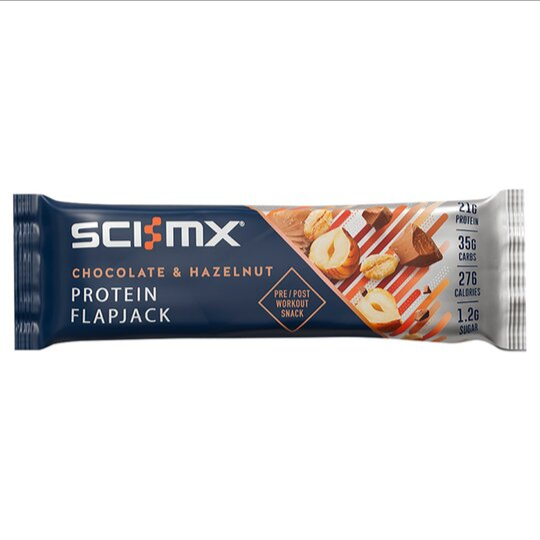 SCI-MX®
CHOCOLATE & HAZELNUT
PROTEIN
FLAPJACK
PRE / POST
WORKOUT
SNACK
21G
PROTEIN
35G
CARBS
276
CALORIES
1.2G
SUGAR